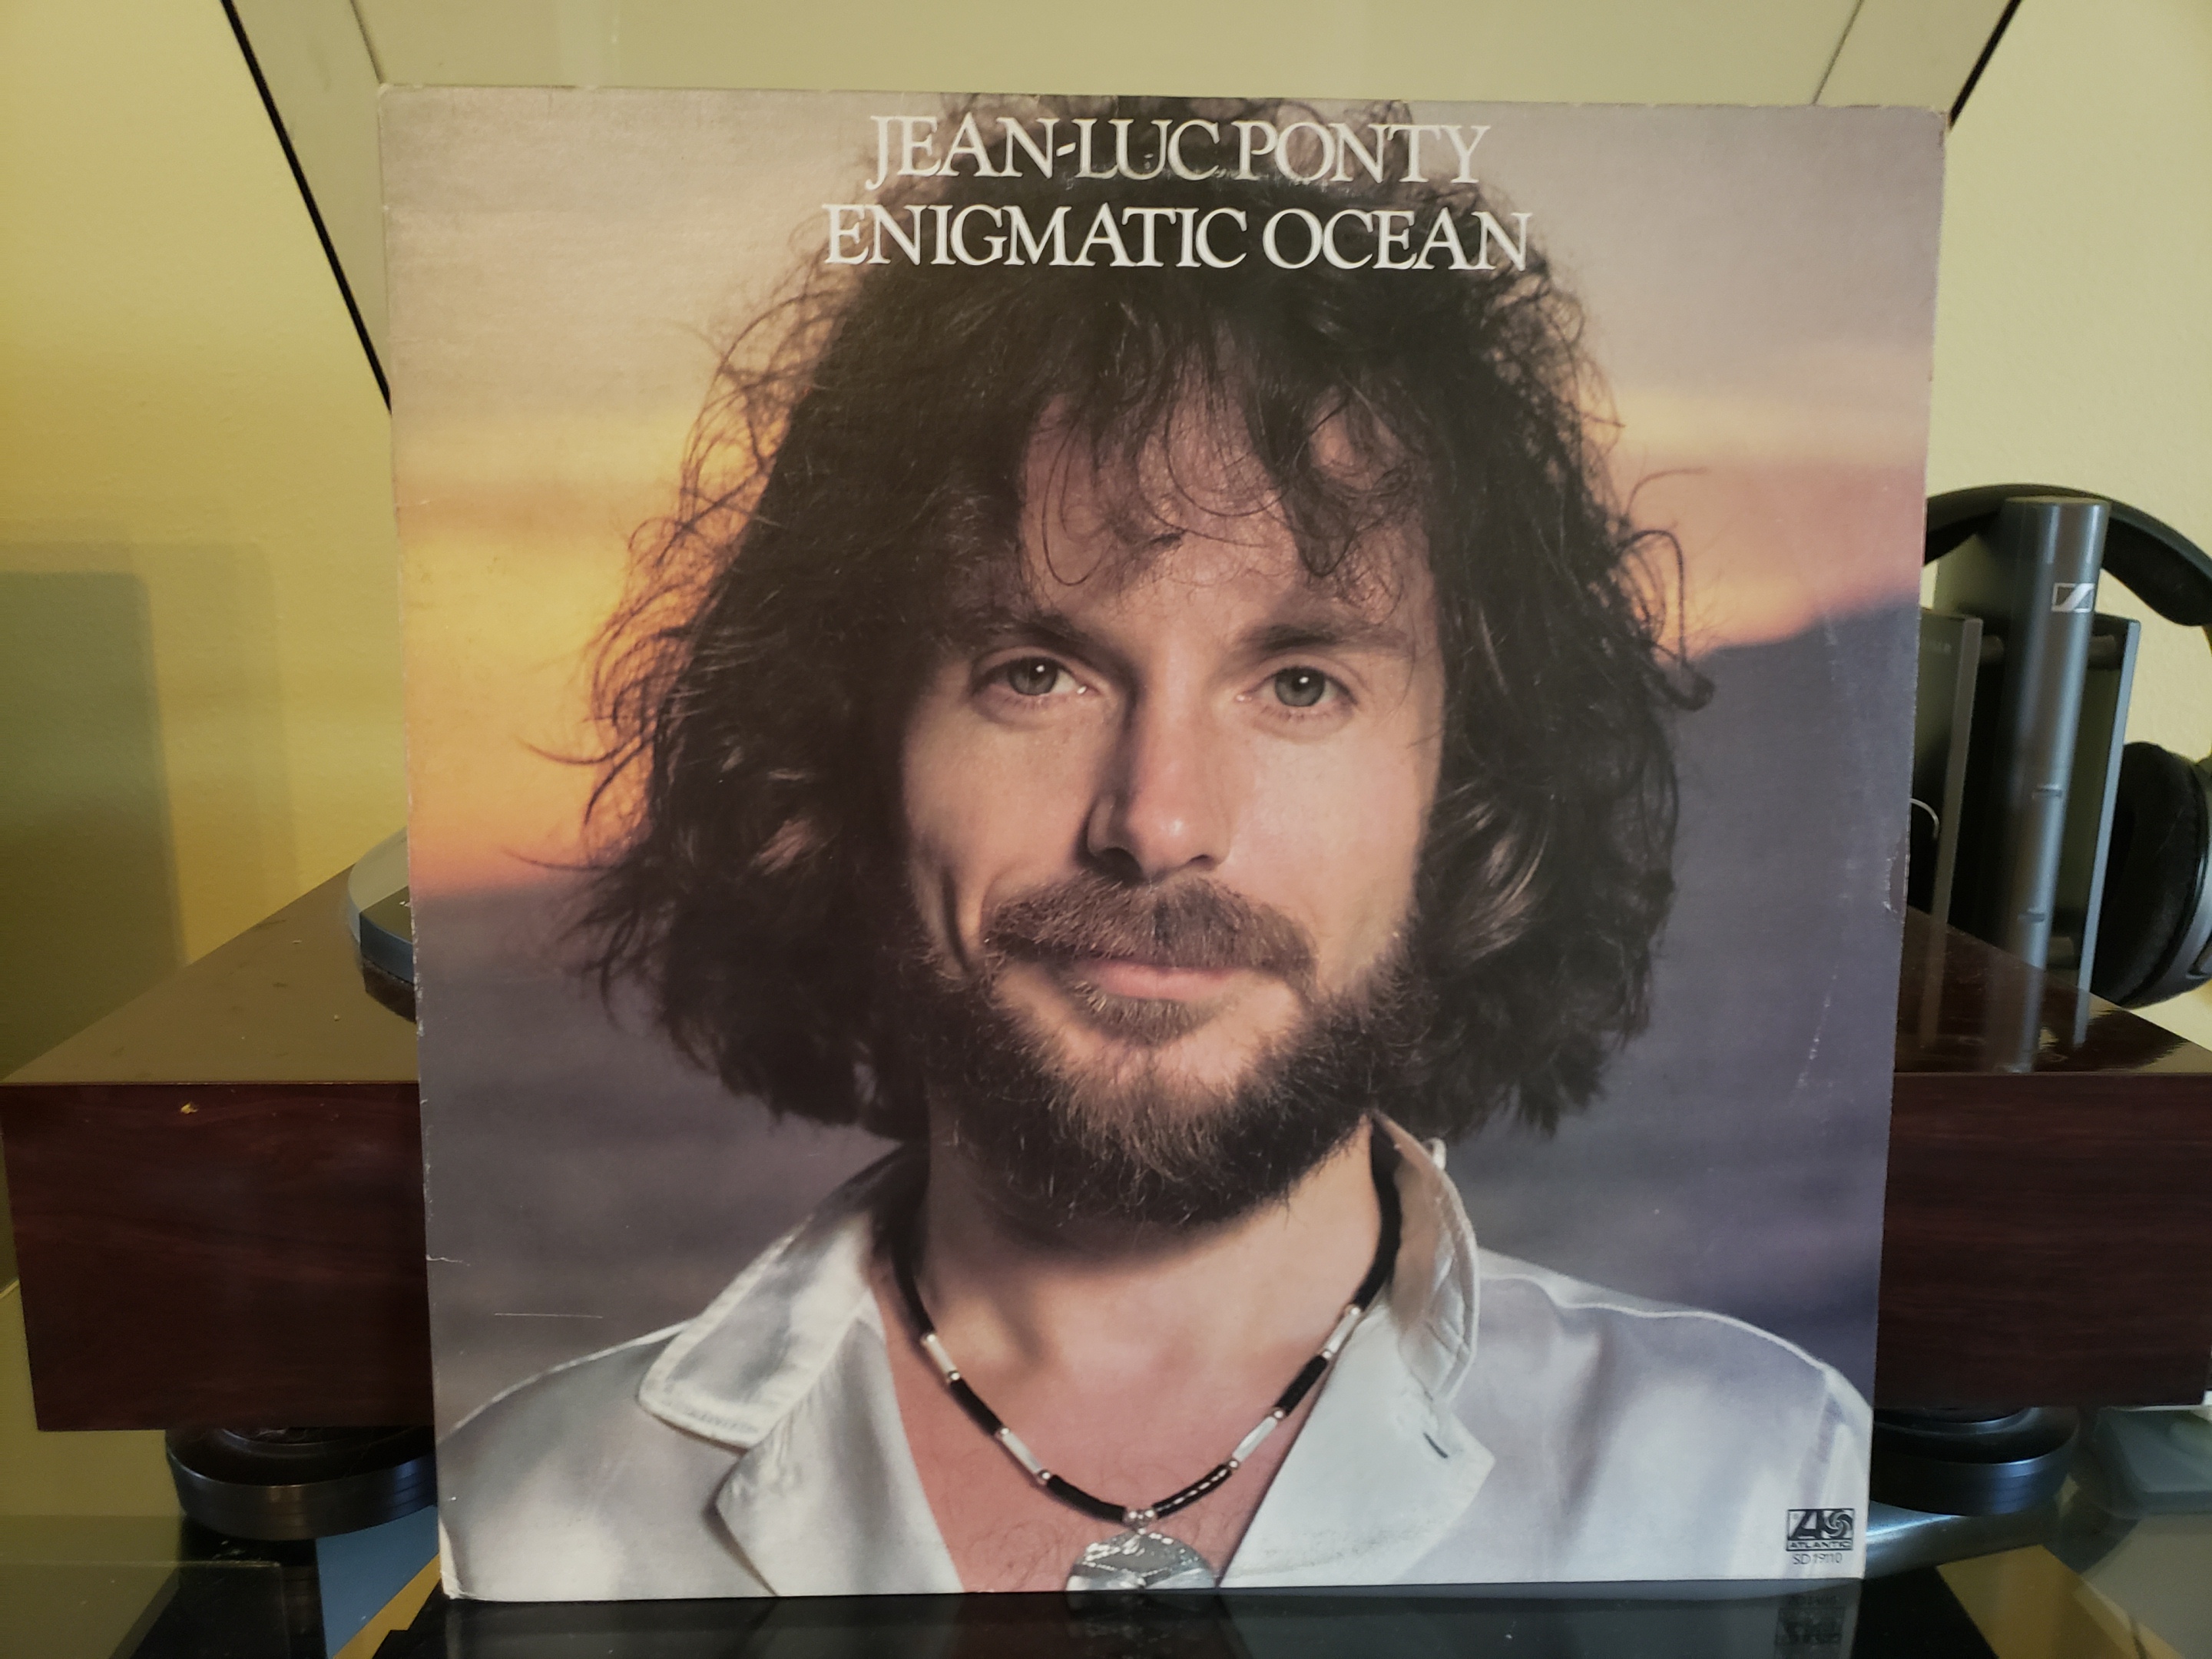 JEAN-LUC PONTY
ENIGMATIC OCEAN
ATLANTIC
SD 19110